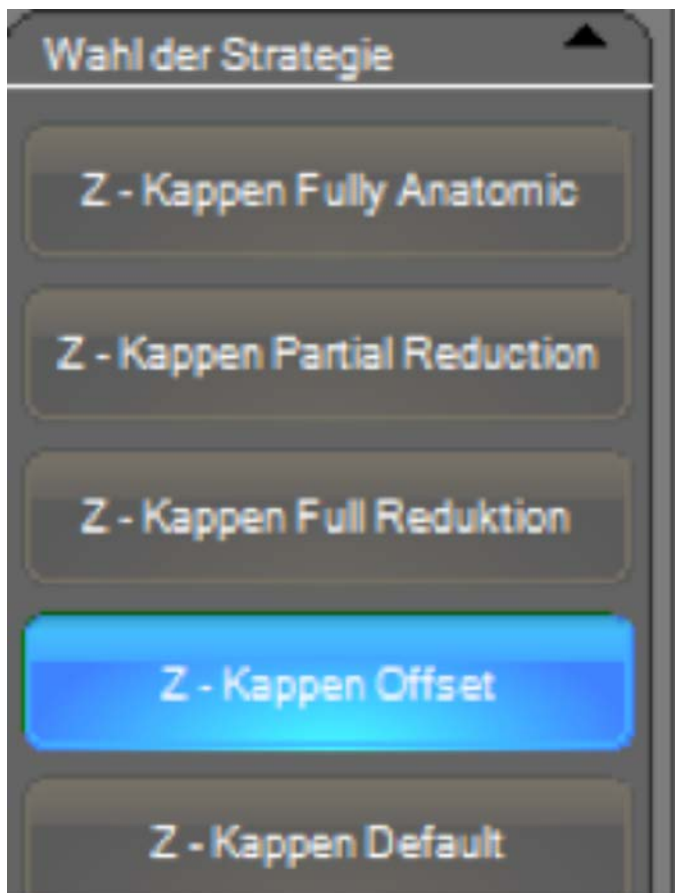 Wahl der Strategie
Z - Kappen Fully Anatomic
Z - Kappen Partial Reduction
Z - Kappen Full Reduktion
Z - Kappen Offset
Z - Kappen Default